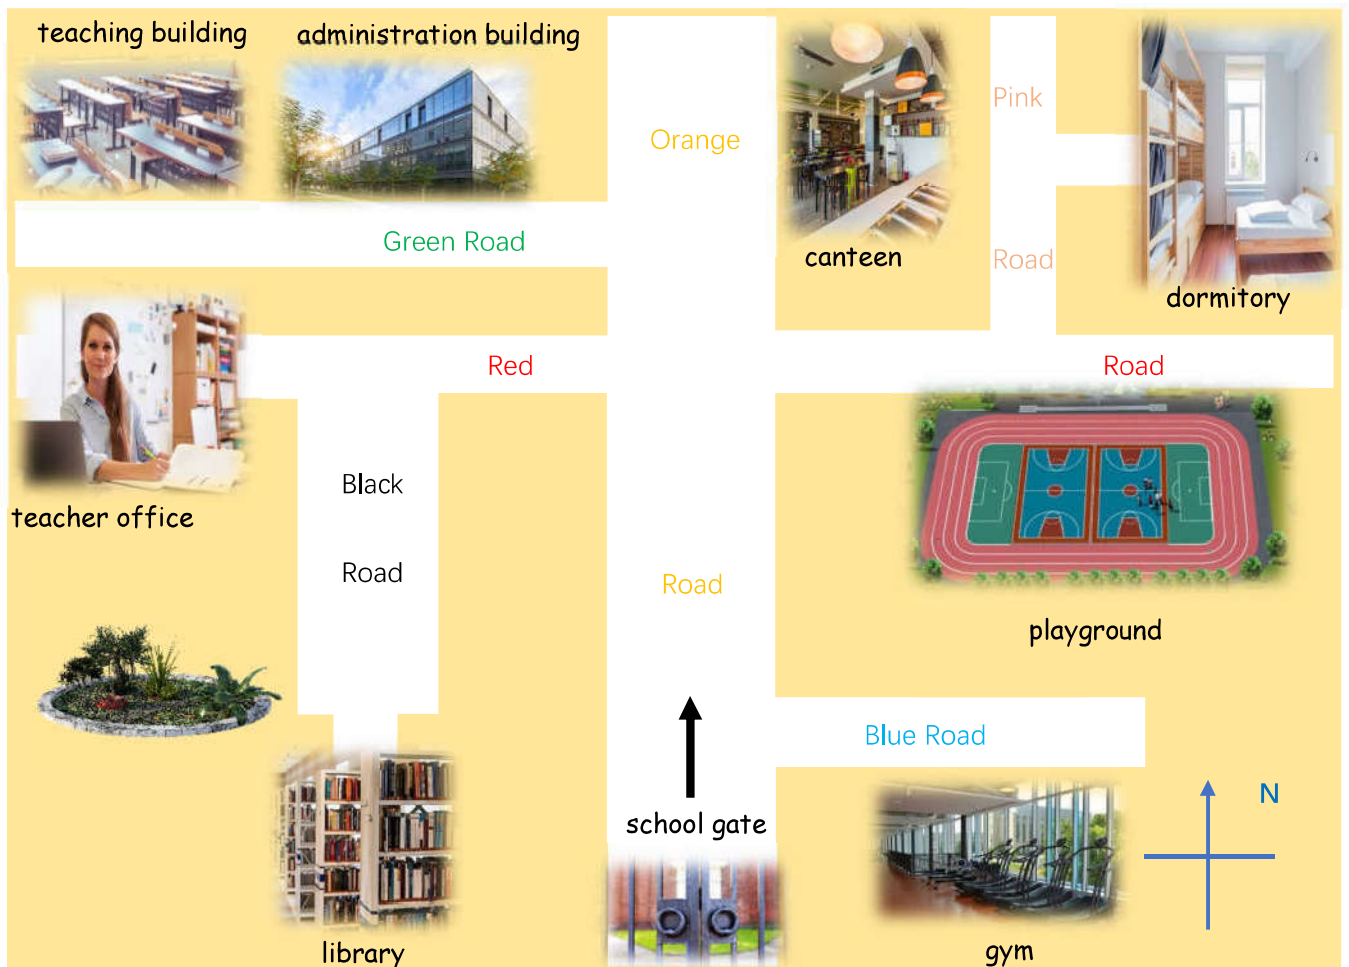 teaching building
administration building
Orange
Pink
Green Road
canteen
Road
dormitory
Red
Road
Black
teacher office
Road
Road
playground
Blue Road
school gate
N
library
gym